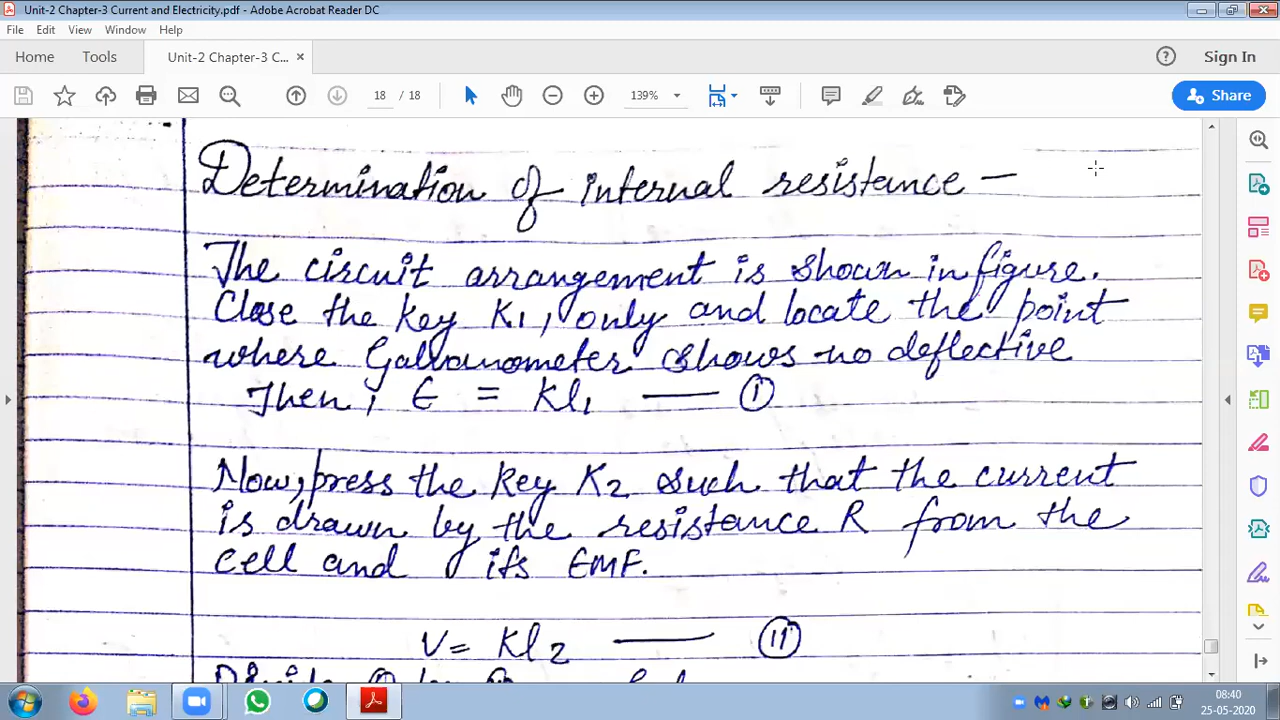 Unit-2 Chapter-3 Current and Electricity.pdf - Adobe Acrobat Reader DC
File Edit View Window Help
Home Tools Unit-2 Chapter-3 C... × Sign In
18 / 18 139% Share
Determination of internal resistance —
The circuit arrangement is shown in figure.
Close the key K1, only and locate the point
where Galvanometer shows no deflective
Then, E = Kl1 — (1)
Now, press the key K2 such that the current
is drawn by the resistance R from the
cell and its EMF.
V = Kl2 — (11)
08:40
25-05-2020